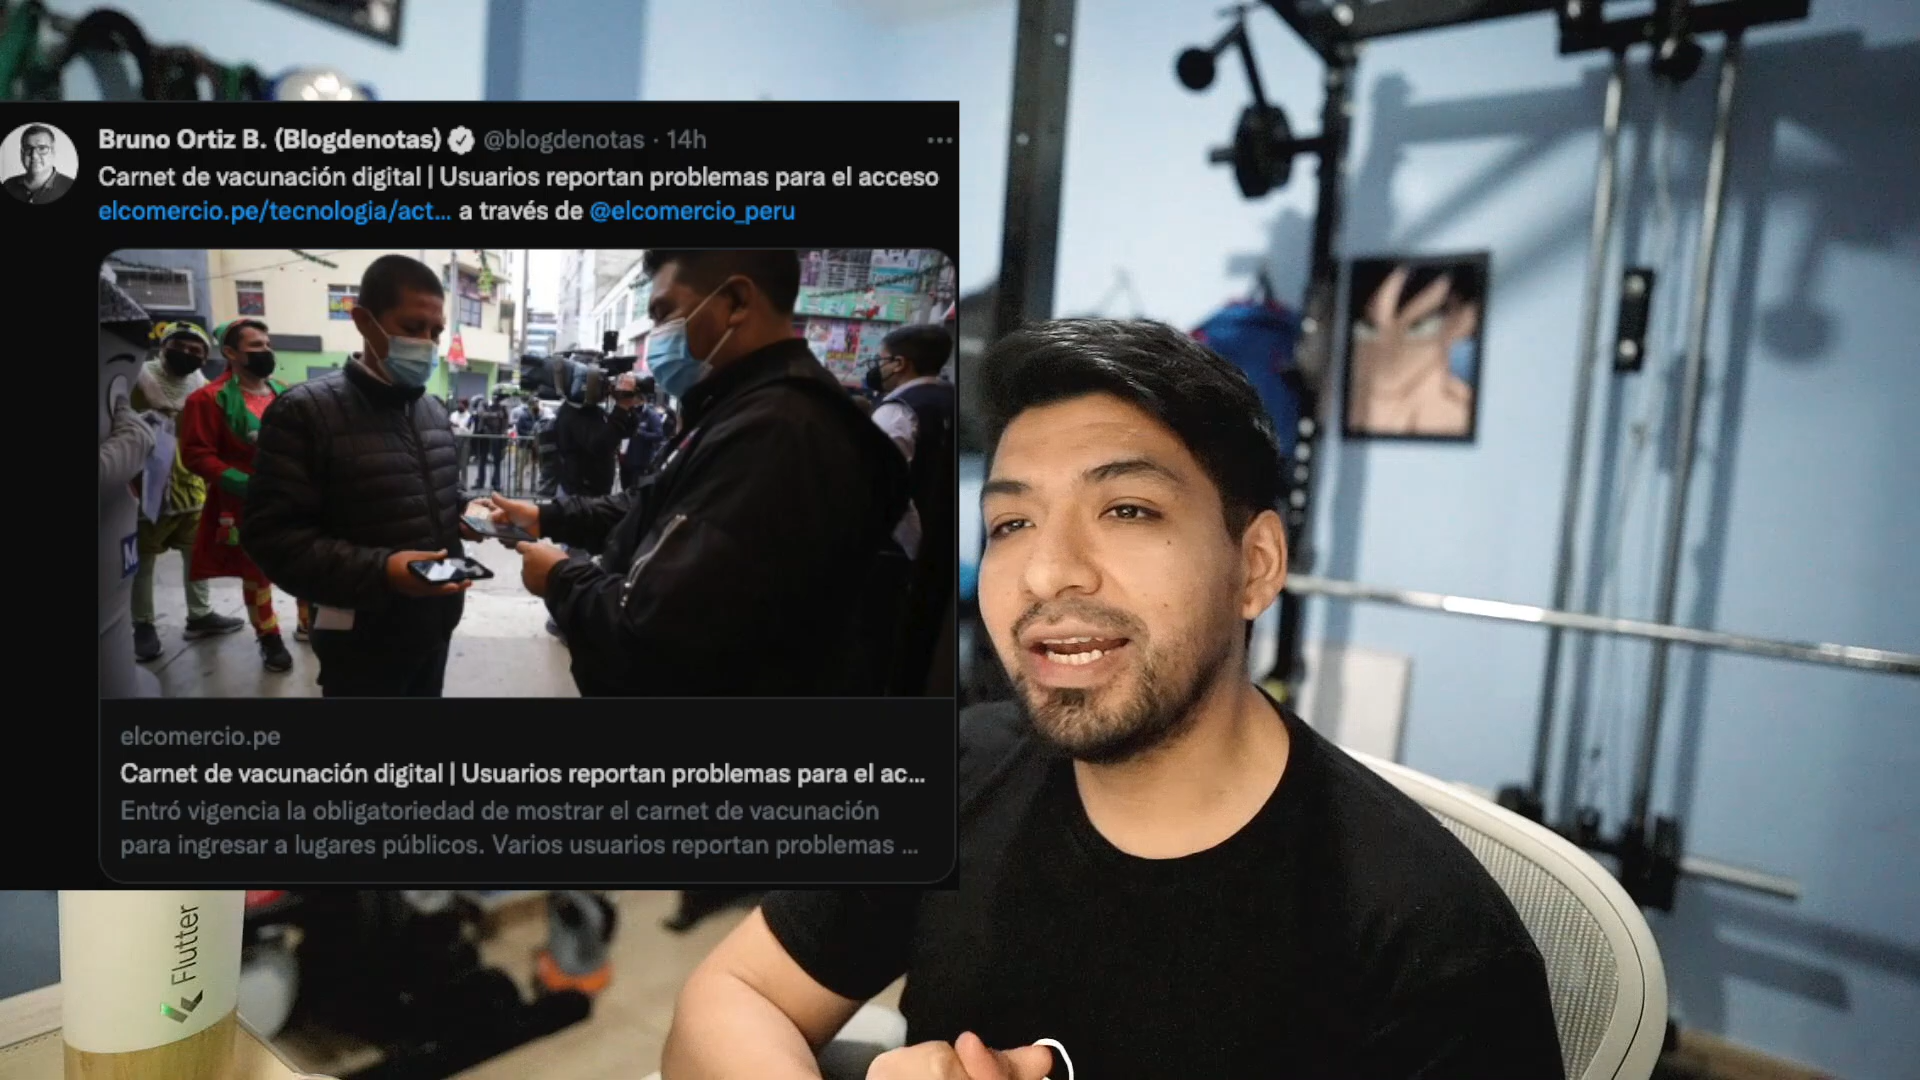 Bruno Ortiz B. (Blogdenotas) @blogdenotas · 14h
Carnet de vacunación digital | Usuarios reportan problemas para el acceso
elcomercio.pe/tecnologia/act... a través de @elcomercio_peru
elcomercio.pe
Carnet de vacunación digital | Usuarios reportan problemas para el ac...
Entró vigencia la obligatoriedad de mostrar el carnet de vacunación
para ingresar a lugares públicos. Varios usuarios reportan problemas ...
Flutter